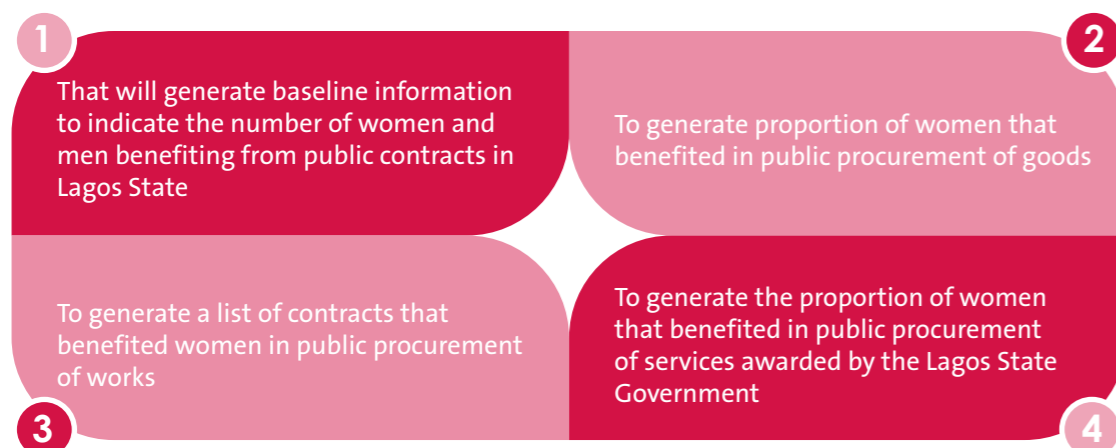 1
That will generate baseline information
to indicate the number of women and
men benefiting from public contracts in
Lagos State
2
To generate proportion of women that
benefited in public procurement of goods
3
To generate a list of contracts that
benefited women in public procurement
of works
4
To generate the proportion of women
that benefited in public procurement
of services awarded by the Lagos State
Government